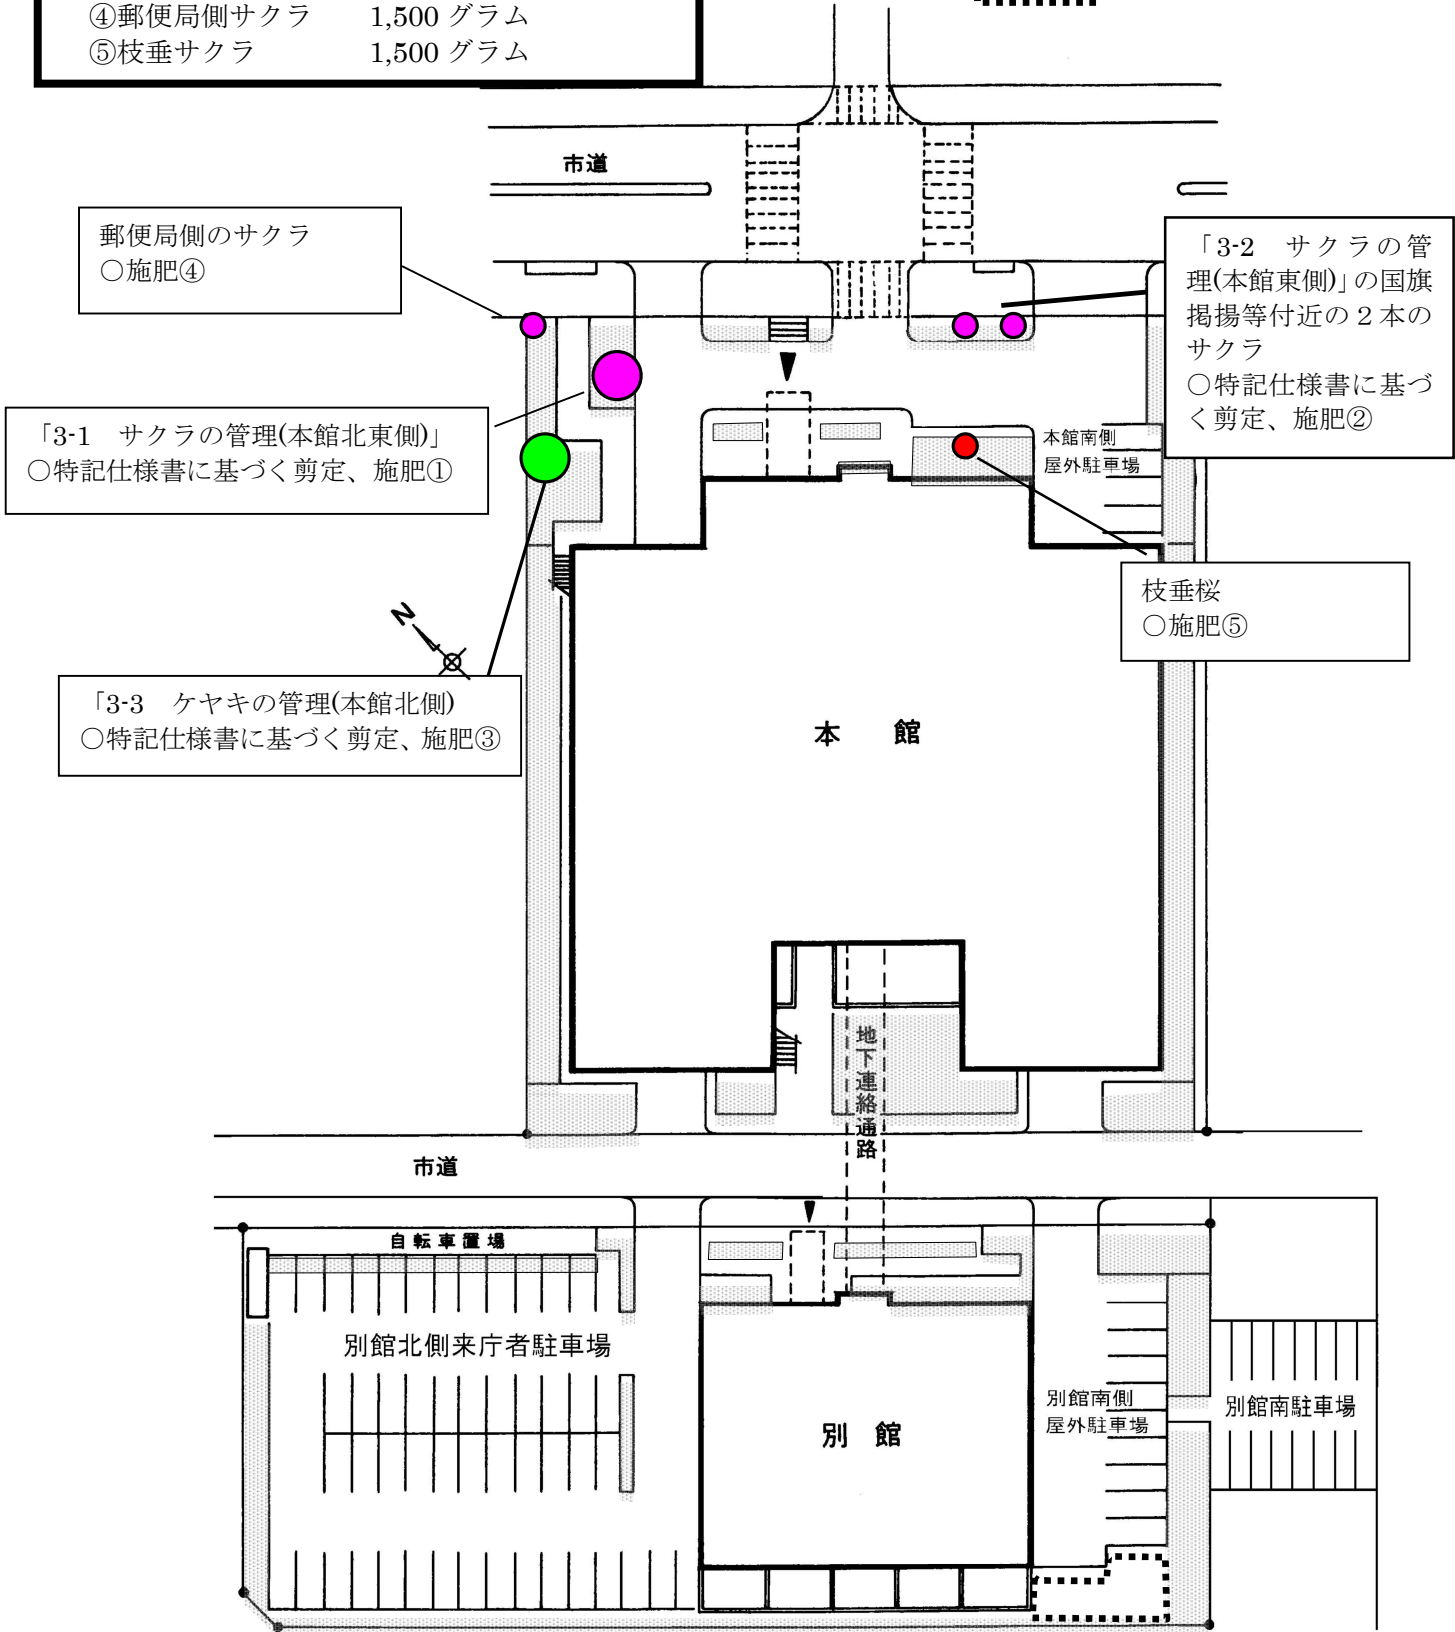 ④郵便局側サクラ 1,500 グラム
⑤枝垂サクラ 1,500 グラム
市道
郵便局側のサクラ
○施肥④
「3-2 サクラの管
理(本館東側)」の国旗
掲揚等付近の2本の
サクラ
○特記仕様書に基づ
く剪定、施肥②
「3-1 サクラの管理(本館北東側)」
○特記仕様書に基づく剪定、施肥①
本館南側
屋外駐車場
枝垂桜
○施肥⑤
N
「3-3 ケヤキの管理(本館北側)
○特記仕様書に基づく剪定、施肥③
本 館
地下連絡通路
市道
自転車置場
別館北側来庁者駐車場
別館南側
屋外駐車場
別館南駐車場
別 館